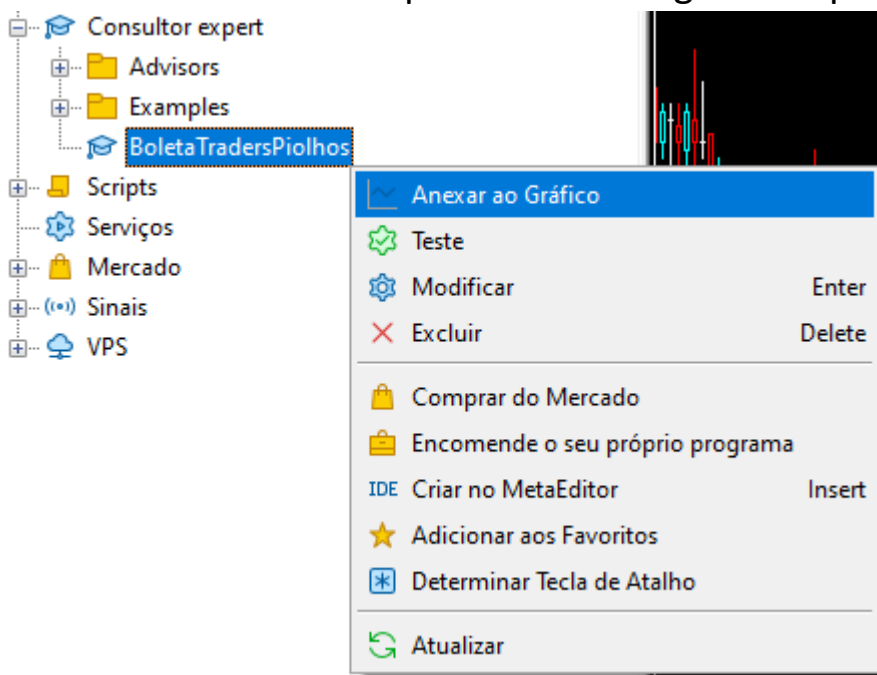 Consultor expert
Advisors
Examples
BoletaTradersPiolhos
Scripts
Serviços
Mercado
Sinais
VPS
Anexar ao Gráfico
Teste
Modificar Enter
Excluir Delete
Comprar do Mercado
Encomende o seu próprio programa
IDE Criar no MetaEditor Insert
Adicionar aos Favoritos
Determinar Tecla de Atalho
Atualizar